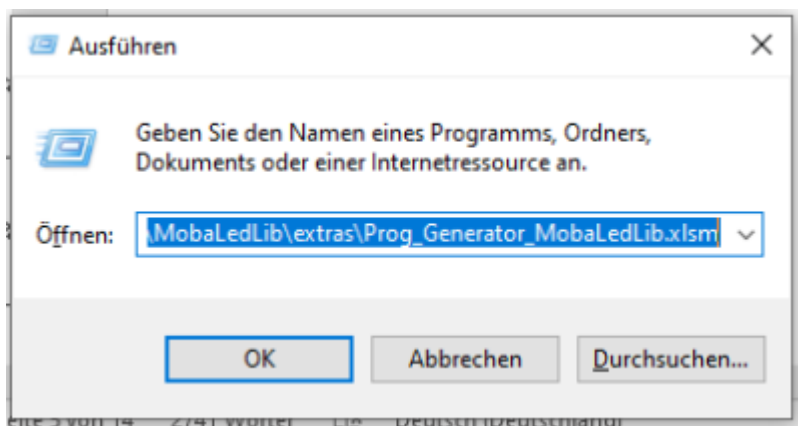 Ausführen
Geben Sie den Namen eines Programms, Ordners,
Dokuments oder einer Internetressource an.
Öffnen: \MobaLedLib\extras\Prog_Generator_MobaLedLib.xlsm
OK Abbrechen Durchsuchen...